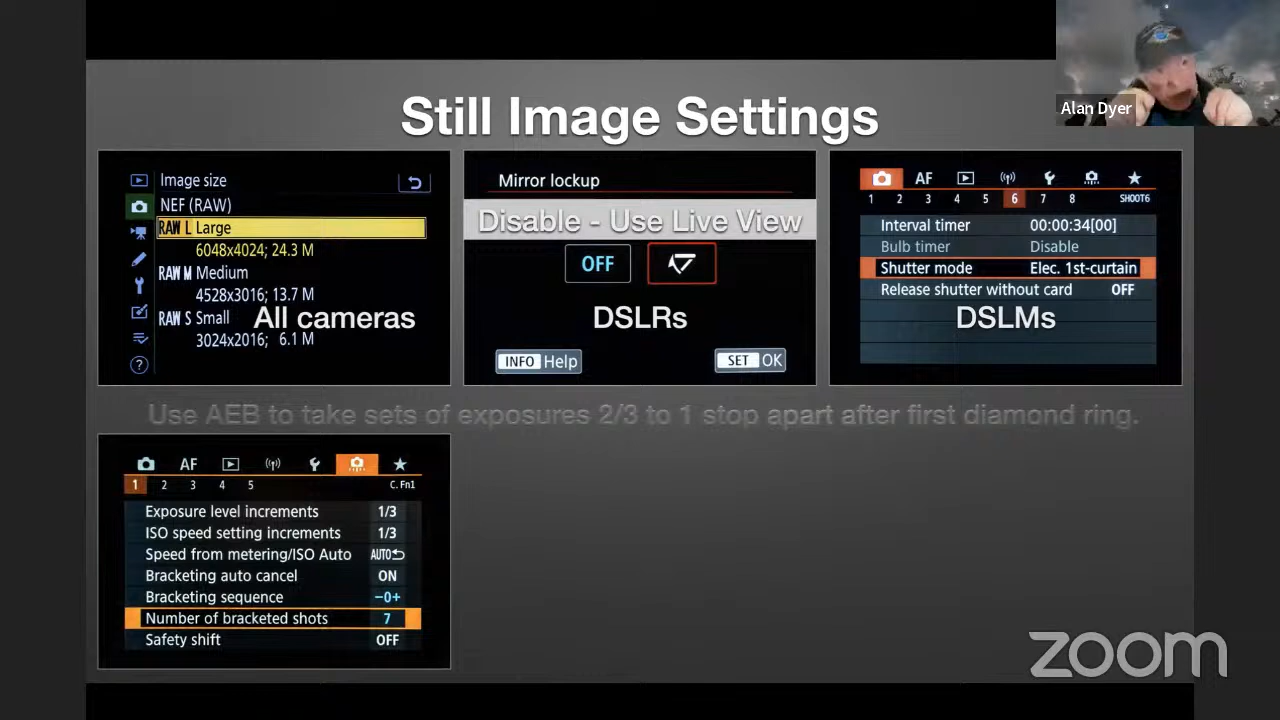 Alan Dyer
Still Image Settings
Image size
NEF (RAW)
RAW L Large
6048x4024; 24.3 M
RAW M Medium
4528x3016; 13.7 M
RAW S Small
3024x2016; 6.1 M
All cameras
?
Mirror lockup
Disable - Use Live View
OFF
DSLRs
INFO Help
SET OK
AF
1 2 3 4 5 6 7 8 SHOOT6
Interval timer 00:00:34[00]
Bulb timer Disable
Shutter mode Elec. 1st-curtain
Release shutter without card OFF
DSLMs
Use AEB to take sets of exposures 2/3 to 1 stop apart after first diamond ring.
AF
1 2 3 4 5 C.Fn1
Exposure level increments 1/3
ISO speed setting increments 1/3
Speed from metering/ISO Auto AUTO
Bracketing auto cancel ON
Bracketing sequence −0+
Number of bracketed shots 7
Safety shift OFF
zoom